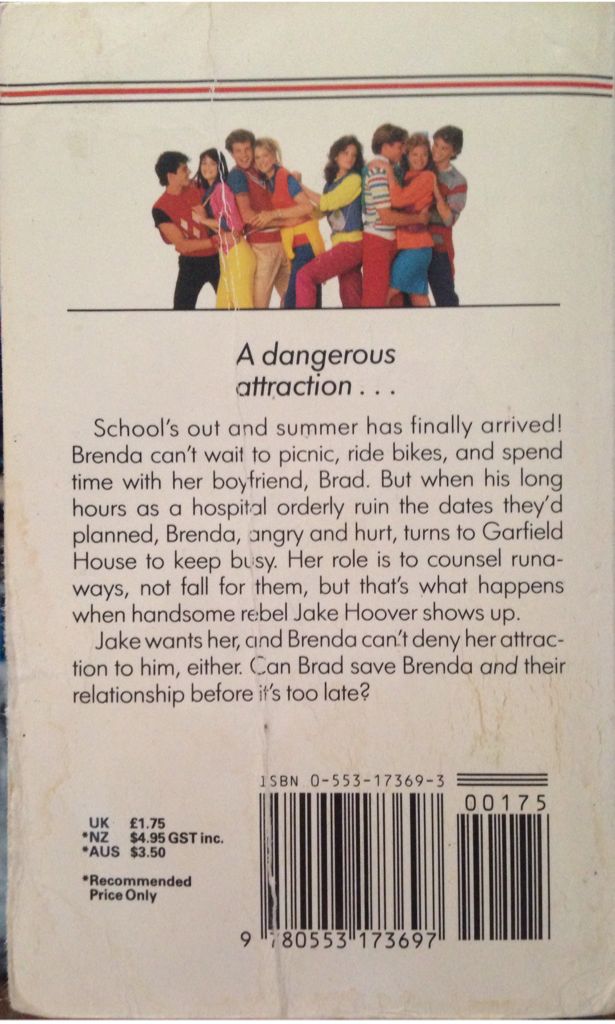 A dangerous
attraction . . .
School's out and summer has finally arrived!
Brenda can't wait to picnic, ride bikes, and spend
time with her boyfriend, Brad. But when his long
hours as a hospital orderly ruin the dates they'd
planned, Brenda, angry and hurt, turns to Garfield
House to keep busy. Her role is to counsel runa-
ways, not fall for them, but that's what happens
when handsome rebel Jake Hoover shows up.
Jake wants her, and Brenda can't deny her attrac-
tion to him, either. Can Brad save Brenda and their
relationship before it's too late?
ISBN 0-553-17369-3
00175
UK £1.75
*NZ $4.95 GST inc.
*AUS $3.50
*Recommended
Price Only
9 780553 173697